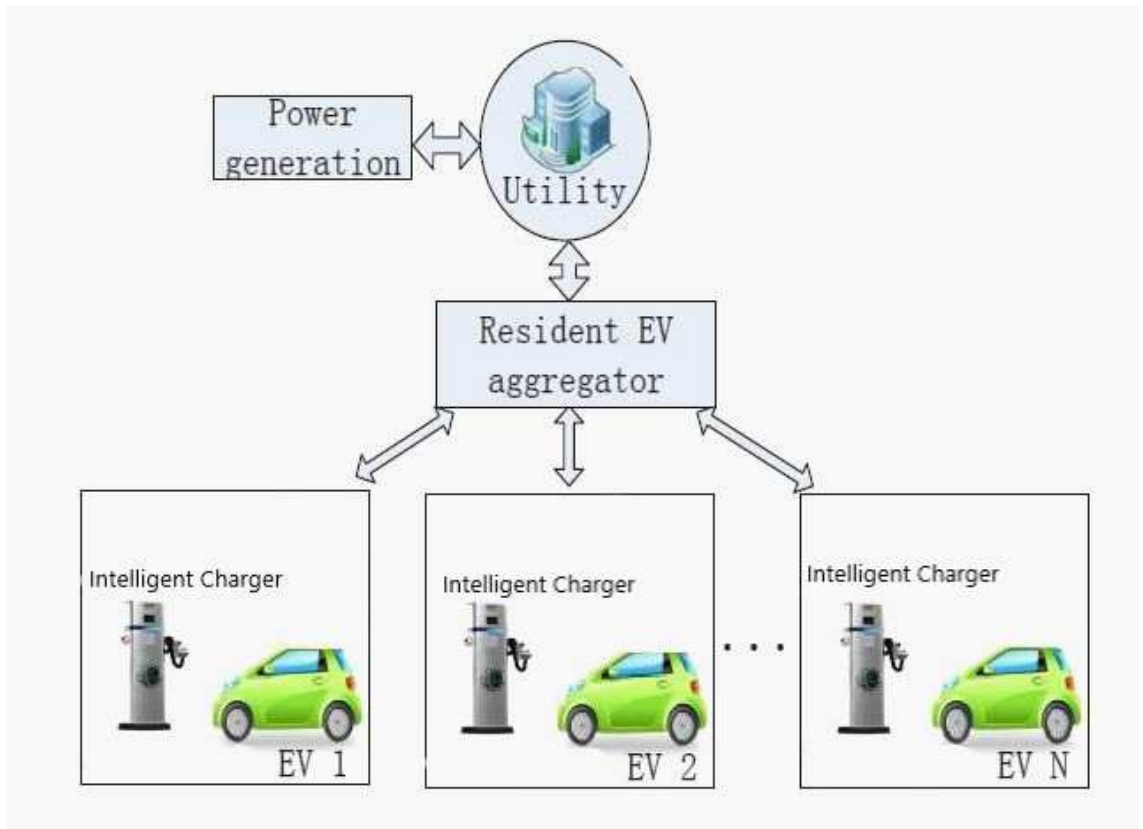 Power
generation
Utility
Resident EV
aggregator
Intelligent Charger
EV 1
Intelligent Charger
EV 2
. . .
Intelligent Charger
EV N